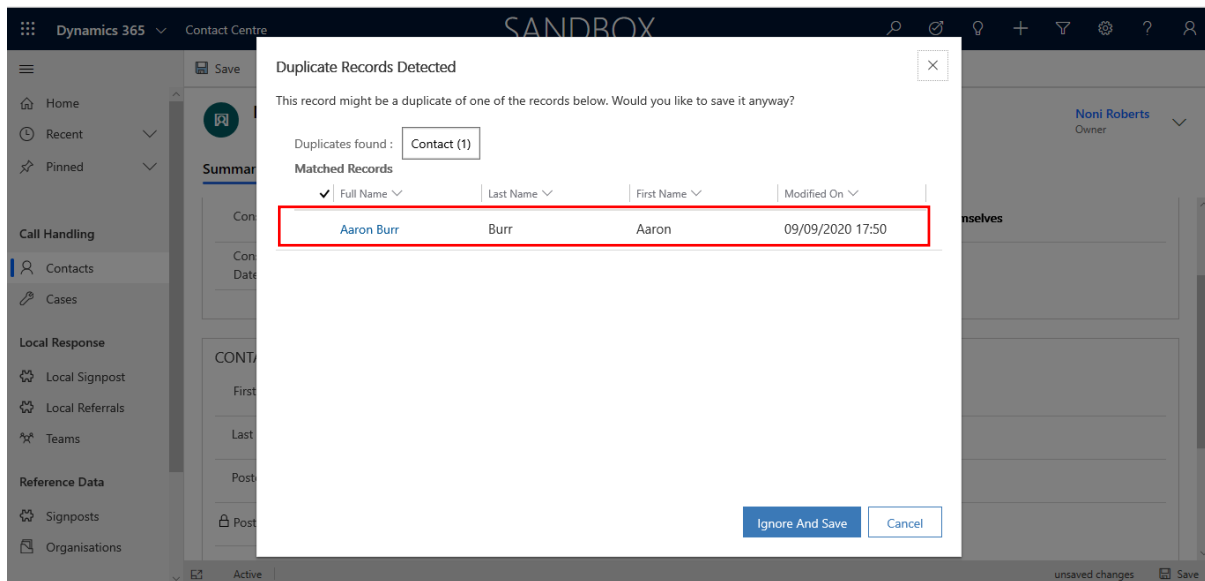 Dynamics 365 Contact Centre SANDBOX
Save
Duplicate Records Detected
This record might be a duplicate of one of the records below. Would you like to save it anyway?
Home
Recent
Pinned
Noni Roberts
Owner
Duplicates found : Contact (1)
Matched Records
Summar
Full Name Last Name First Name Modified On
Aaron Burr Burr Aaron 09/09/2020 17:50
Con
nselves
Con
Date
Call Handling
Contacts
Cases
Local Response
Local Signpost
Local Referrals
Teams
Reference Data
Signposts
Organisations
CONTA
First
Last
Post
Post
Ignore And Save Cancel
Active unsaved changes Save